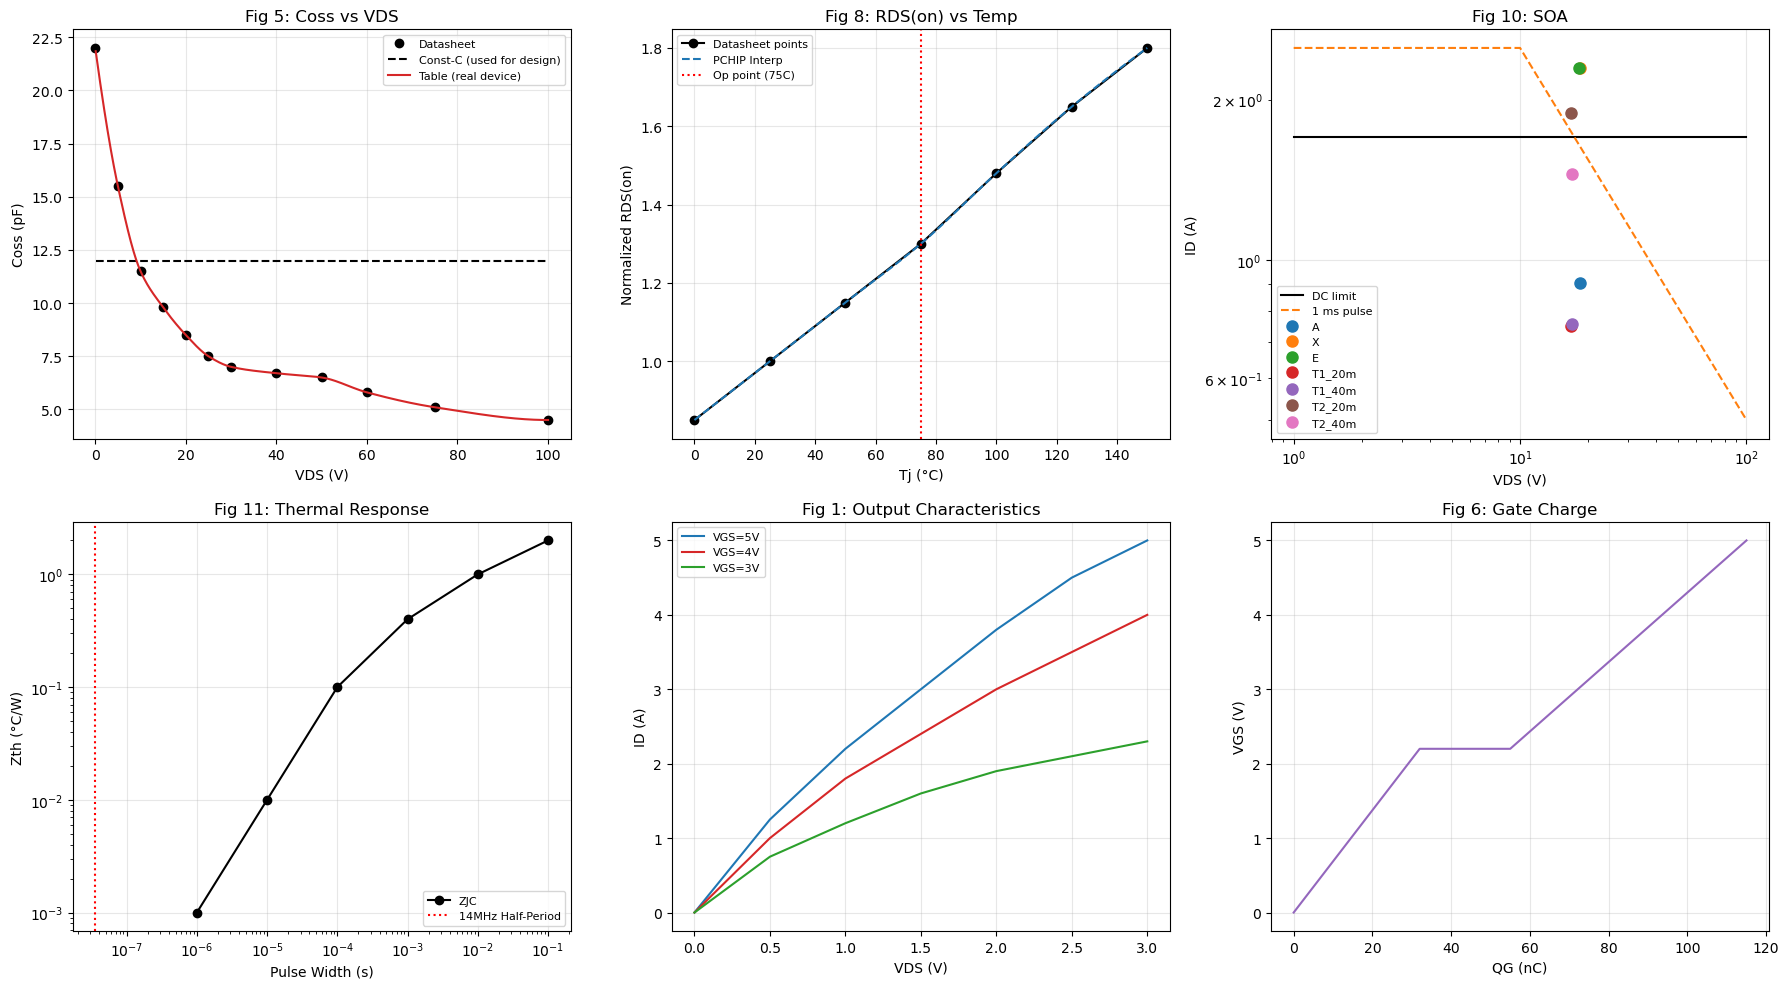 Fig 5: Coss vs VDS
22.5
20.0
17.5
15.0
12.5
10.0
7.5
5.0
Coss (pF)
Datasheet
Const-C (used for design)
Table (real device)
0 20 40 60 80 100
VDS (V)
Fig 8: RDS(on) vs Temp
1.8
1.6
1.4
1.2
1.0
Normalized RDS(on)
Datasheet points
PCHIP Interp
Op point (75C)
0 20 40 60 80 100 120 140
Tj (°C)
Fig 10: SOA
2 × 10⁰
10⁰
6 × 10⁻¹
ID (A)
DC limit
1 ms pulse
A
X
E
T1_20m
T1_40m
T2_20m
T2_40m
10⁰ 10¹ 10²
VDS (V)
Fig 11: Thermal Response
10⁰
10⁻¹
10⁻²
10⁻³
Zth (°C/W)
ZJC
14MHz Half-Period
10⁻⁷ 10⁻⁶ 10⁻⁵ 10⁻⁴ 10⁻³ 10⁻² 10⁻¹
Pulse Width (s)
Fig 1: Output Characteristics
5
4
3
2
1
0
ID (A)
VGS=5V
VGS=4V
VGS=3V
0.0 0.5 1.0 1.5 2.0 2.5 3.0
VDS (V)
Fig 6: Gate Charge
5
4
3
2
1
0
VGS (V)
0 20 40 60 80 100 120
QG (nC)